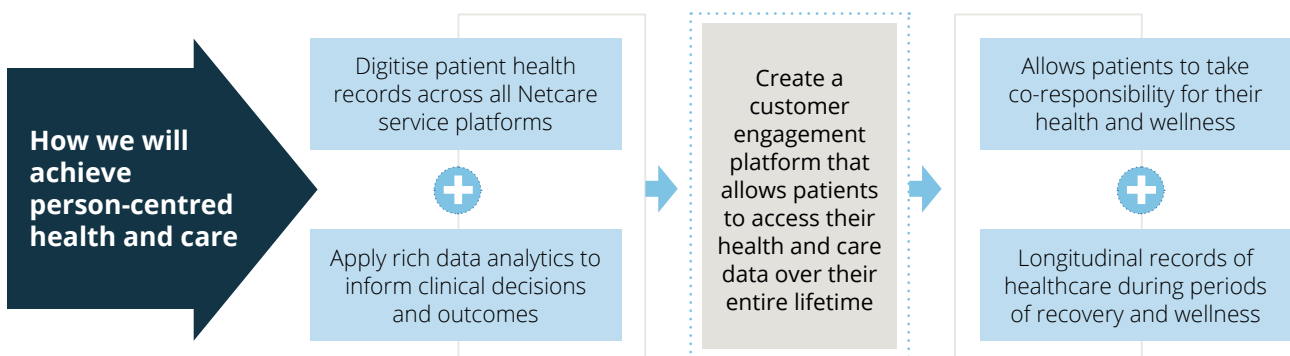 How we will
achieve
person-centred
health and care
Digitise patient health
records across all Netcare
service platforms
Apply rich data analytics to
inform clinical decisions
and outcomes
Create a
customer
engagement
platform that
allows patients
to access their
health and care
data over their
entire lifetime
Allows patients to take
co-responsibility for their
health and wellness
Longitudinal records of
healthcare during periods
of recovery and wellness